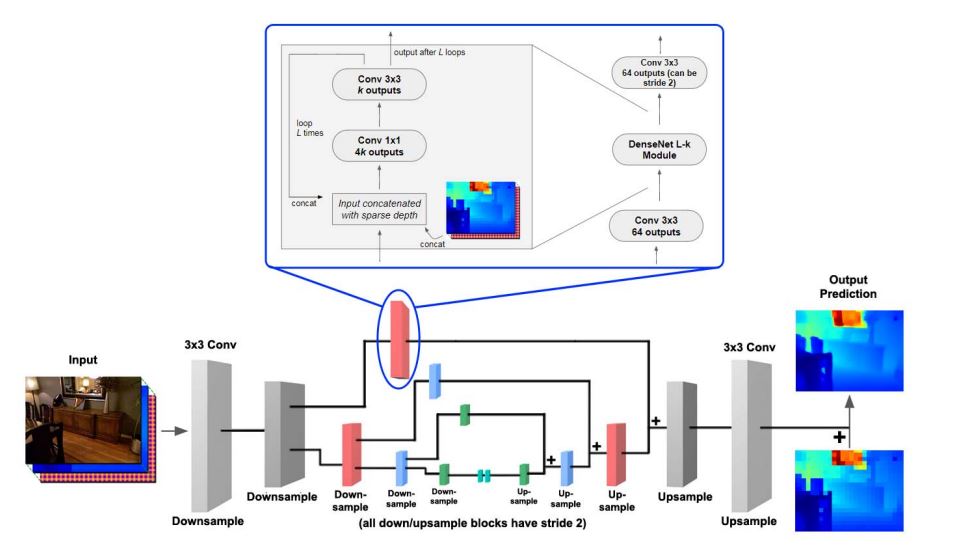 output after L loops
Conv 3x3
k outputs
loop
L times
Conv 1x1
4k outputs
concat
Input concatenated
with sparse depth
concat
Conv 3x3
64 outputs (can be
stride 2)
DenseNet L-k
Module
Conv 3x3
64 outputs
Output
Prediction
Input
3x3 Conv
3x3 Conv
+
+
+
+
Downsample
Downsample
Down-
sample
Down-
sample
Down-
sample
Up-
sample
Up-
sample
Up-
sample
Upsample
Upsample
(all down/upsample blocks have stride 2)